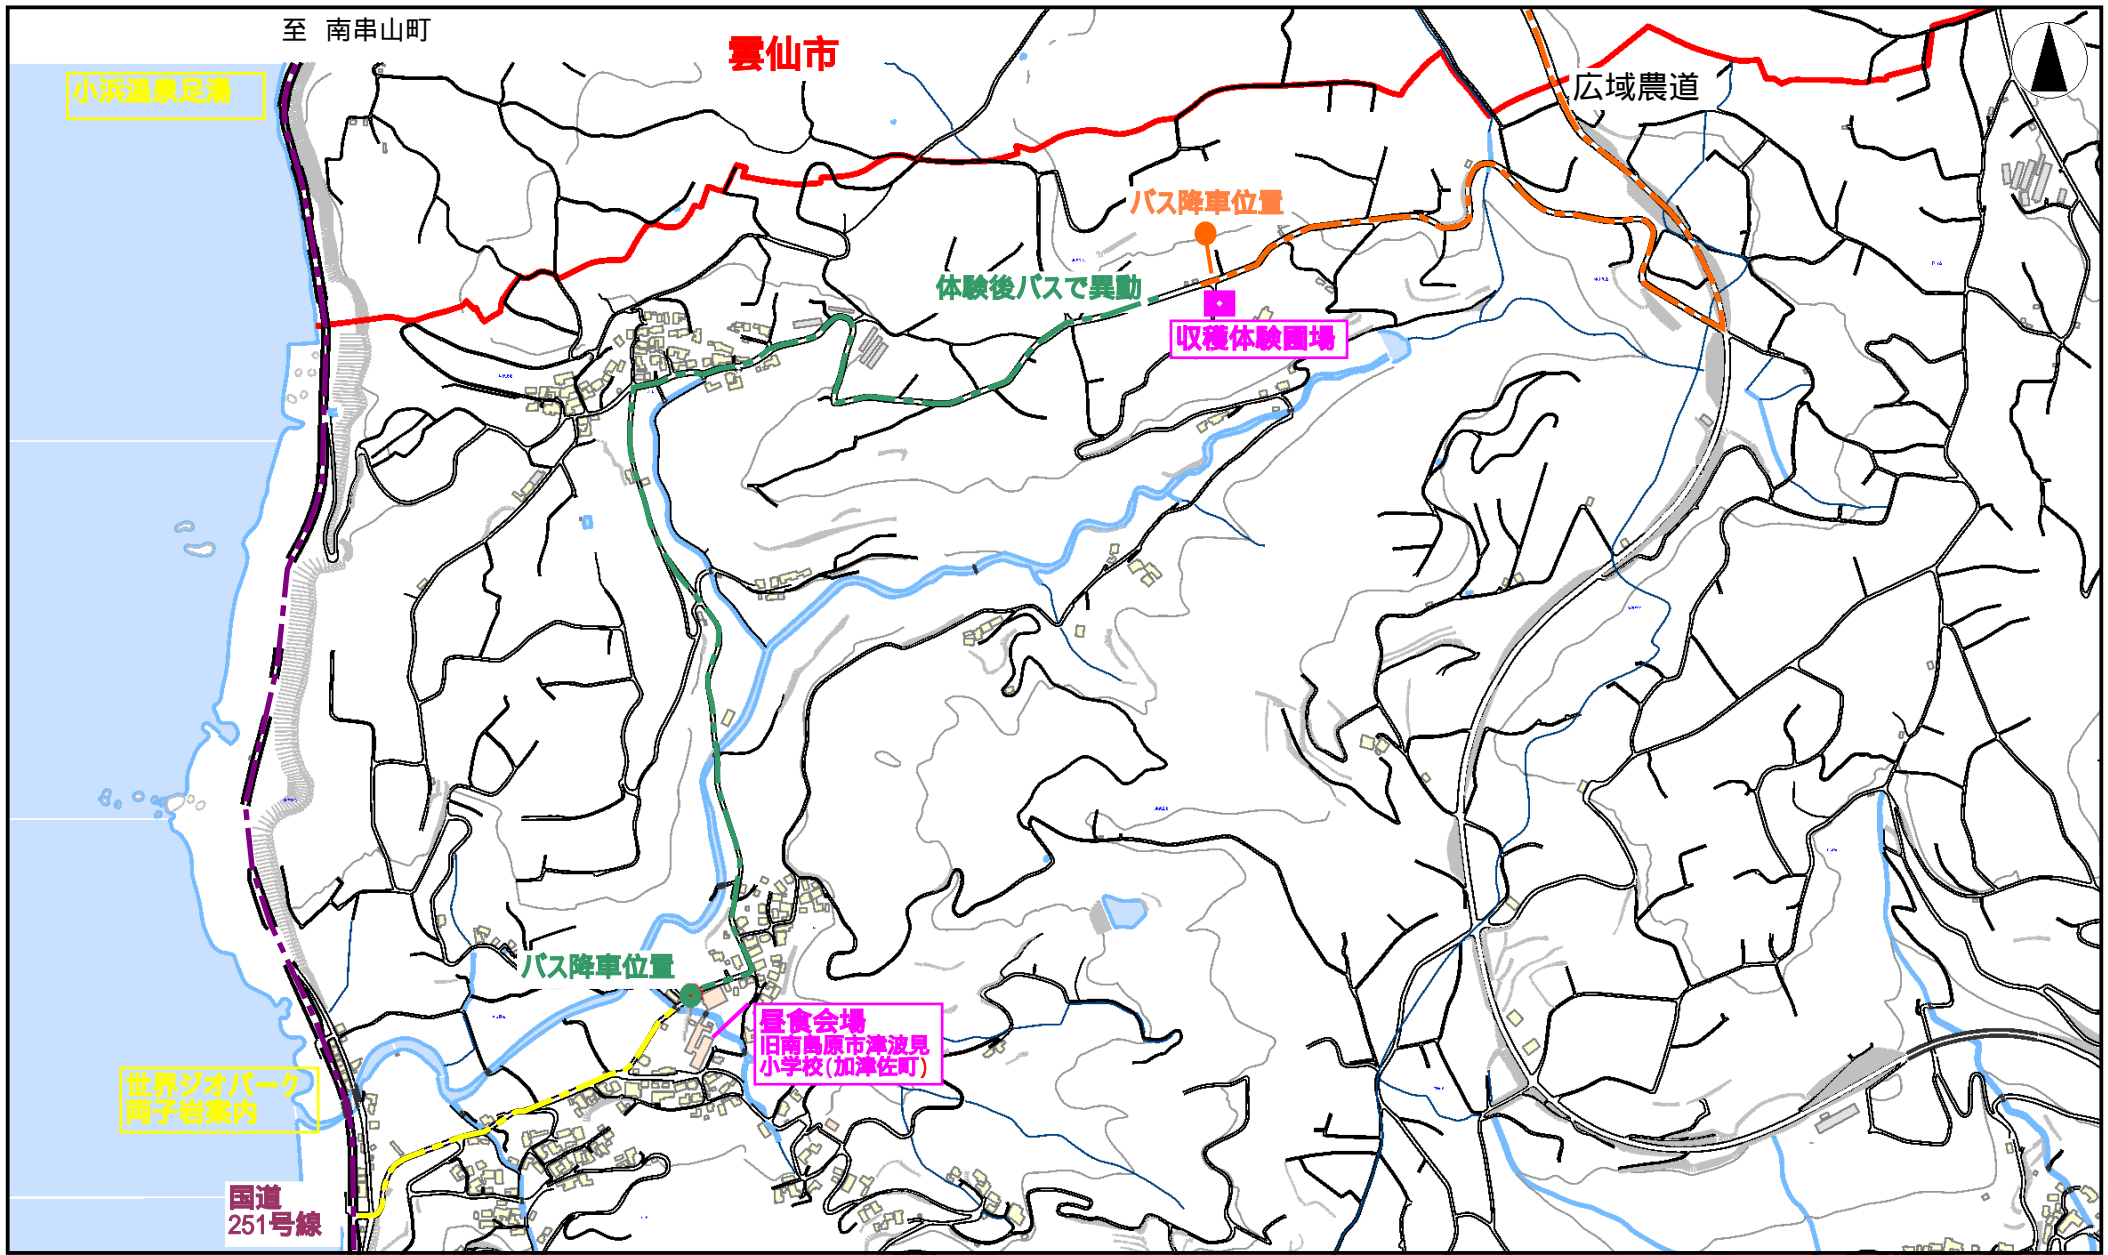 至 南串山町
雲仙市
小浜温泉足湯
広域農道
バス降車位置
体験後バスで異動
収穫体験圃場
バス降車位置
昼食会場
旧南島原市津波見
小学校(加津佐町)
世界ジオパーク
両子岩案内
国道
251号線